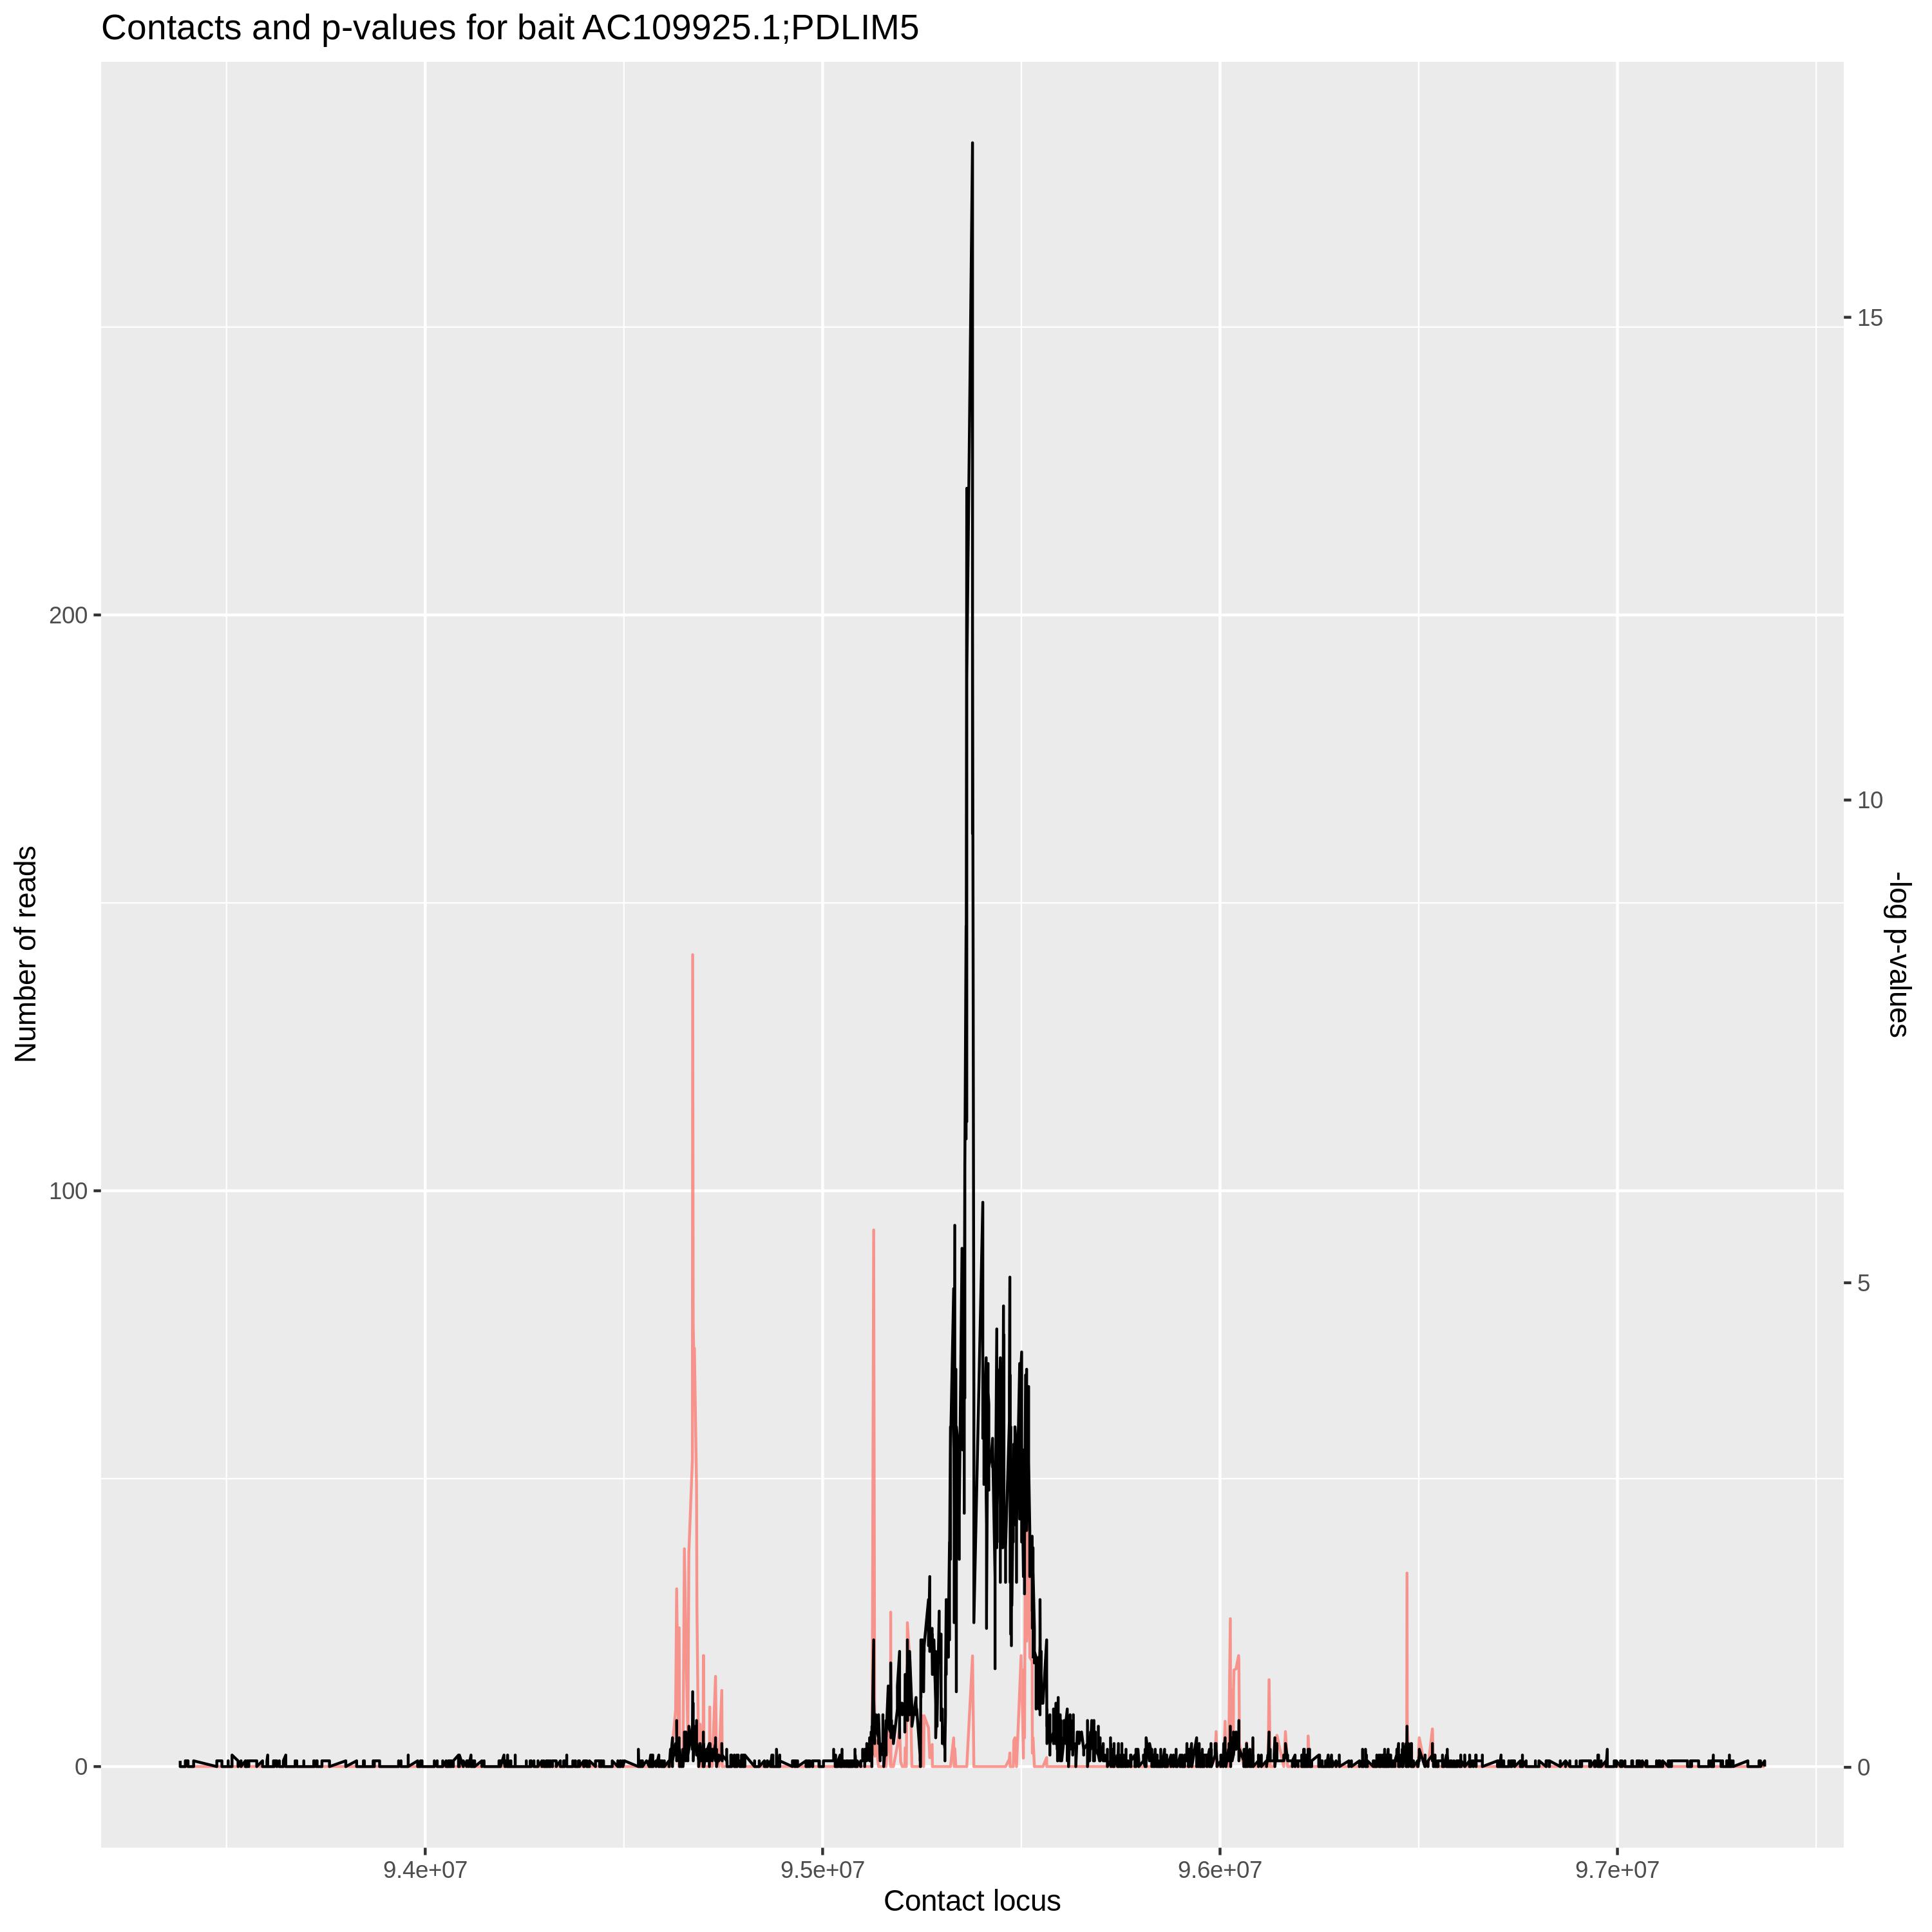 Contacts and p-values for bait AC109925.1;PDLIM5
Number of reads
200
100
0
15
10
5
0
-log p-values
9.4e+07
9.5e+07
9.6e+07
9.7e+07
Contact locus